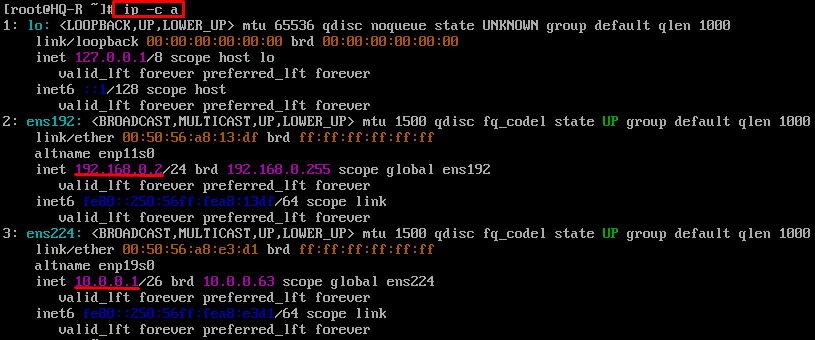 [root@HQ-R ~]# ip -c a
1: lo: <LOOPBACK,UP,LOWER_UP> mtu 65536 qdisc noqueue state UNKNOWN group default qlen 1000
link/loopback 00:00:00:00:00:00 brd 00:00:00:00:00:00
inet 127.0.0.1/8 scope host lo
valid_lft forever preferred_lft forever
inet6 ::1/128 scope host
valid_lft forever preferred_lft forever
2: ens192: <BROADCAST,MULTICAST,UP,LOWER_UP> mtu 1500 qdisc fq_codel state UP group default qlen 1000
link/ether 00:50:56:a8:13:df brd ff:ff:ff:ff:ff:ff
altname enp11s0
inet 192.168.0.2/24 brd 192.168.0.255 scope global ens192
valid_lft forever preferred_lft forever
inet6 fe80::250:56ff:fea8:13df/64 scope link
valid_lft forever preferred_lft forever
3: ens224: <BROADCAST,MULTICAST,UP,LOWER_UP> mtu 1500 qdisc fq_codel state UP group default qlen 1000
link/ether 00:50:56:a8:e3:d1 brd ff:ff:ff:ff:ff:ff
altname enp19s0
inet 10.0.0.1/26 brd 10.0.0.63 scope global ens224
valid_lft forever preferred_lft forever
inet6 fe80::250:56ff:fea8:e3d1/64 scope link
valid_lft forever preferred_lft forever